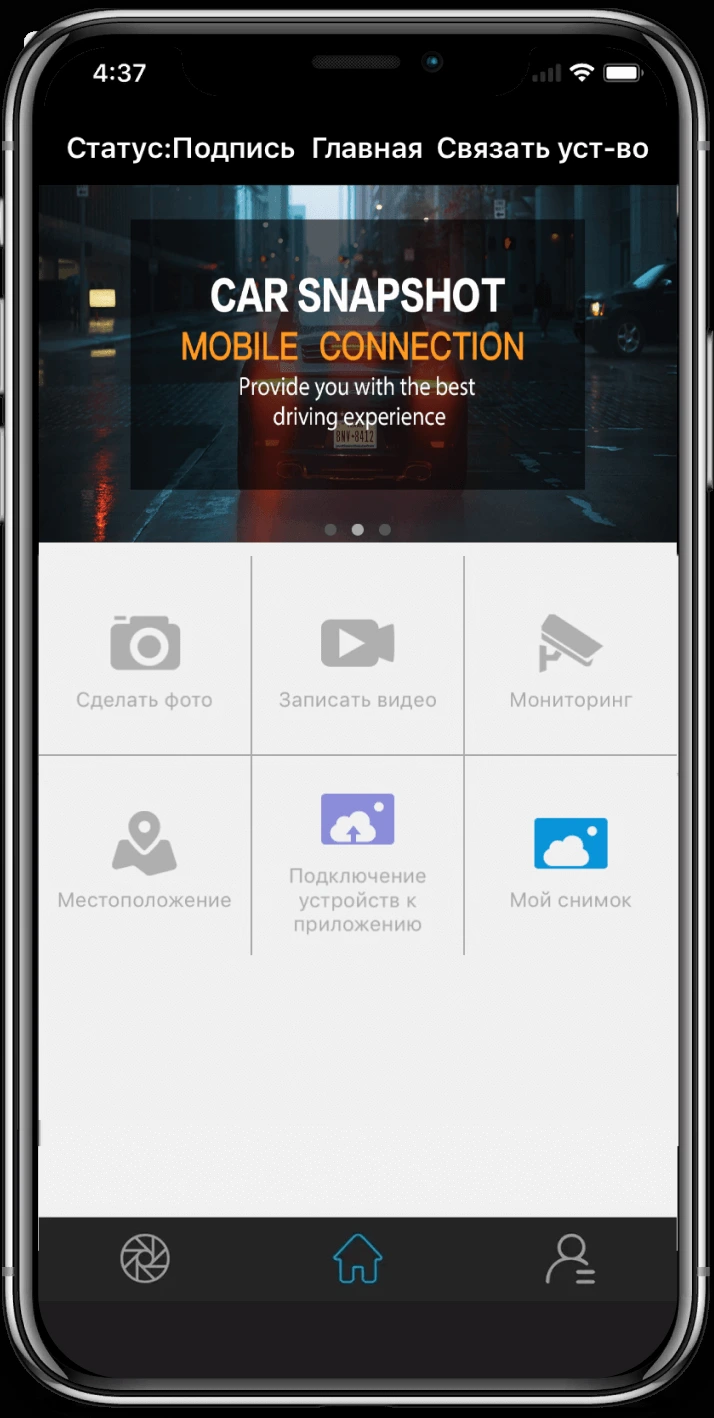 4:37
Статус:Подпись Главная Связать уст-во
CAR SNAPSHOT
MOBILE CONNECTION
Provide you with the best
driving experience
BNV-8412
Сделать фото
Записать видео
Мониторинг
Местоположение
Подключение
устройств к
приложению
Мой снимок